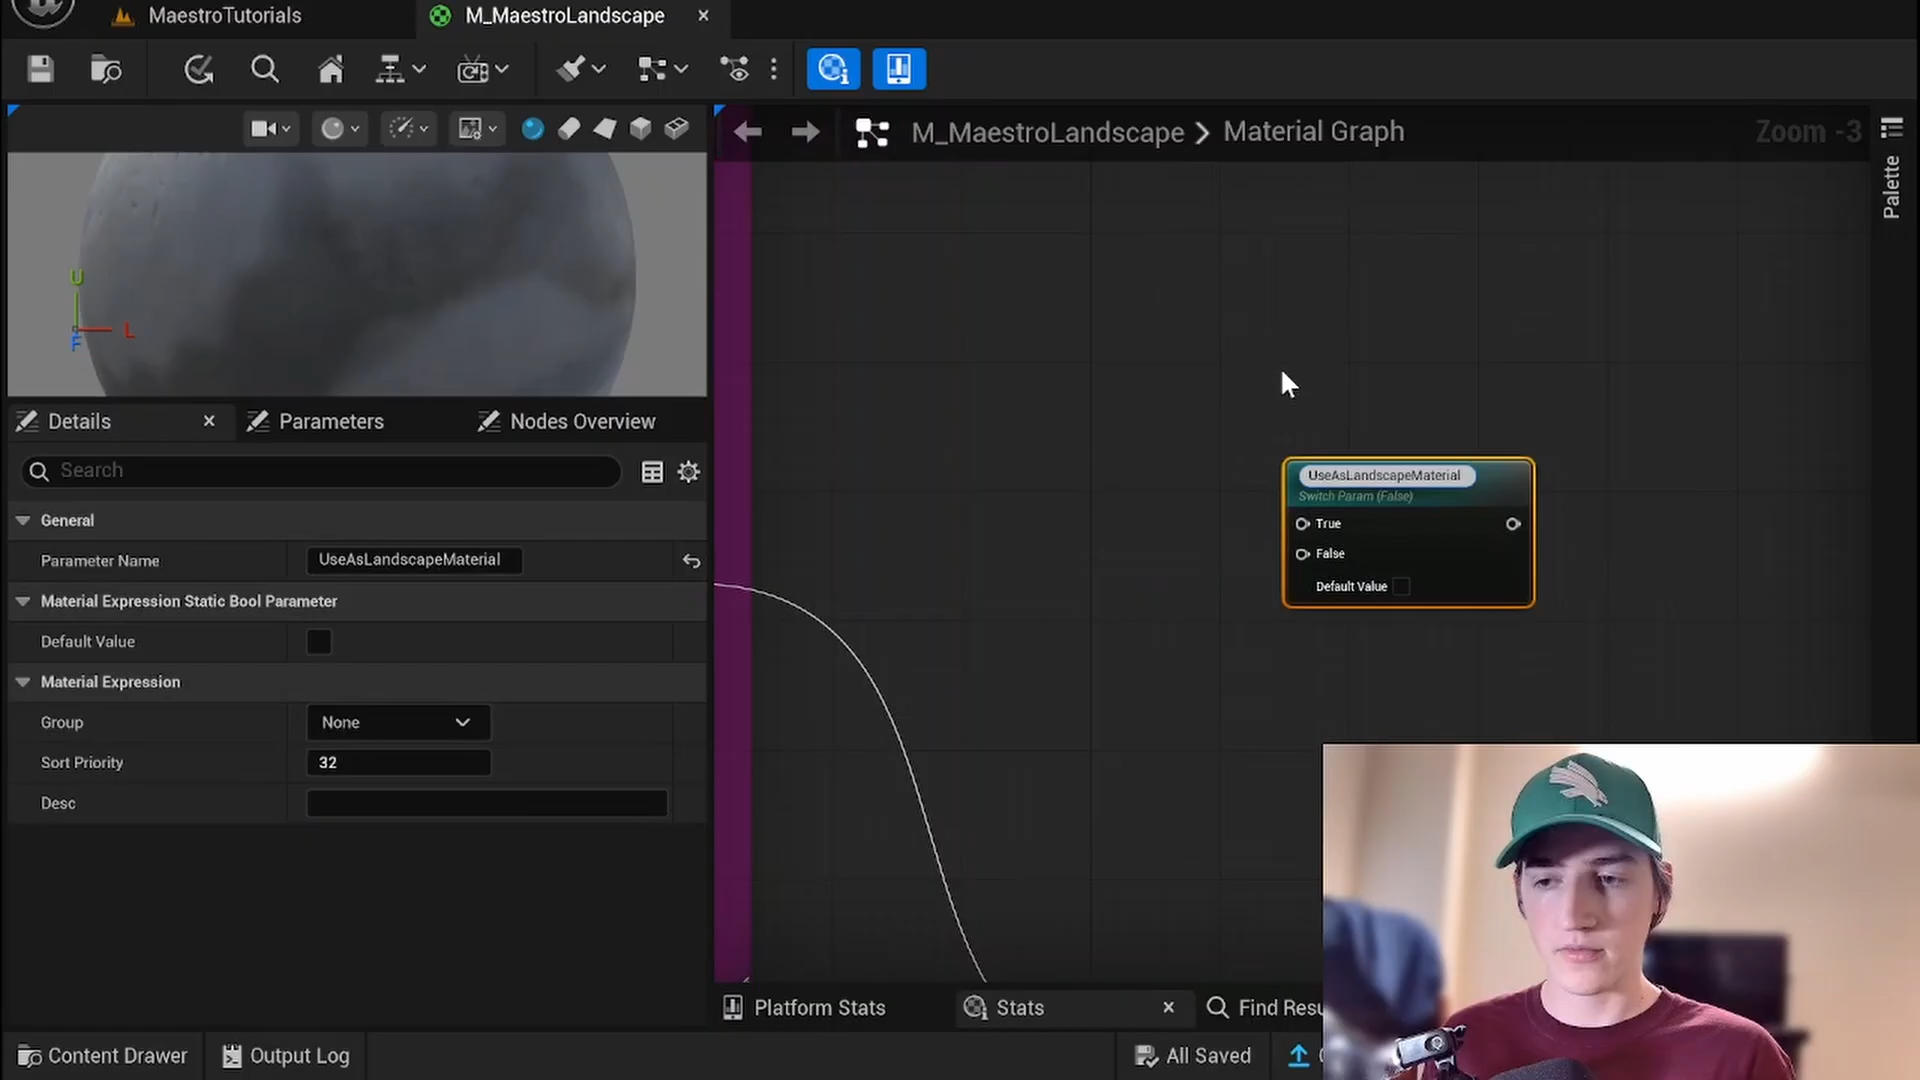 MaestroTutorials
M_MaestroLandscape
M_MaestroLandscape > Material Graph
Zoom -3
Palette
U
L
F
Details
Parameters
Nodes Overview
Search
General
Parameter Name
UseAsLandscapeMaterial
Material Expression Static Bool Parameter
Default Value
Material Expression
Group
None
Sort Priority
32
Desc
UseAsLandscapeMaterial
Switch Param (False)
True
False
Default Value
Platform Stats
Stats
Find Resu
Content Drawer
Output Log
All Saved